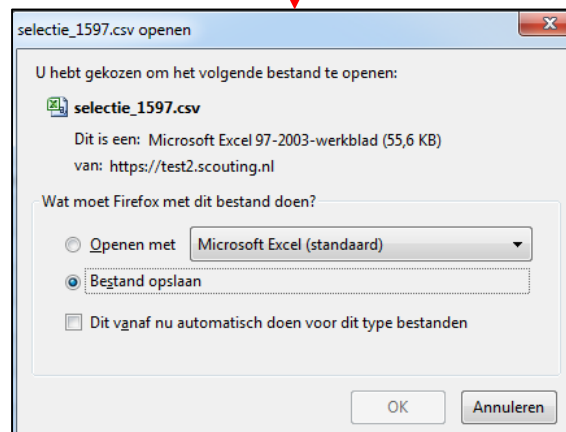 selectie_1597.csv openen
U hebt gekozen om het volgende bestand te openen:
selectie_1597.csv
Dit is een: Microsoft Excel 97-2003-werkblad (55,6 KB)
van: https://test2.scouting.nl
Wat moet Firefox met dit bestand doen?
Openen met Microsoft Excel (standaard)
Bestand opslaan
Dit vanaf nu automatisch doen voor dit type bestanden
OK Annuleren